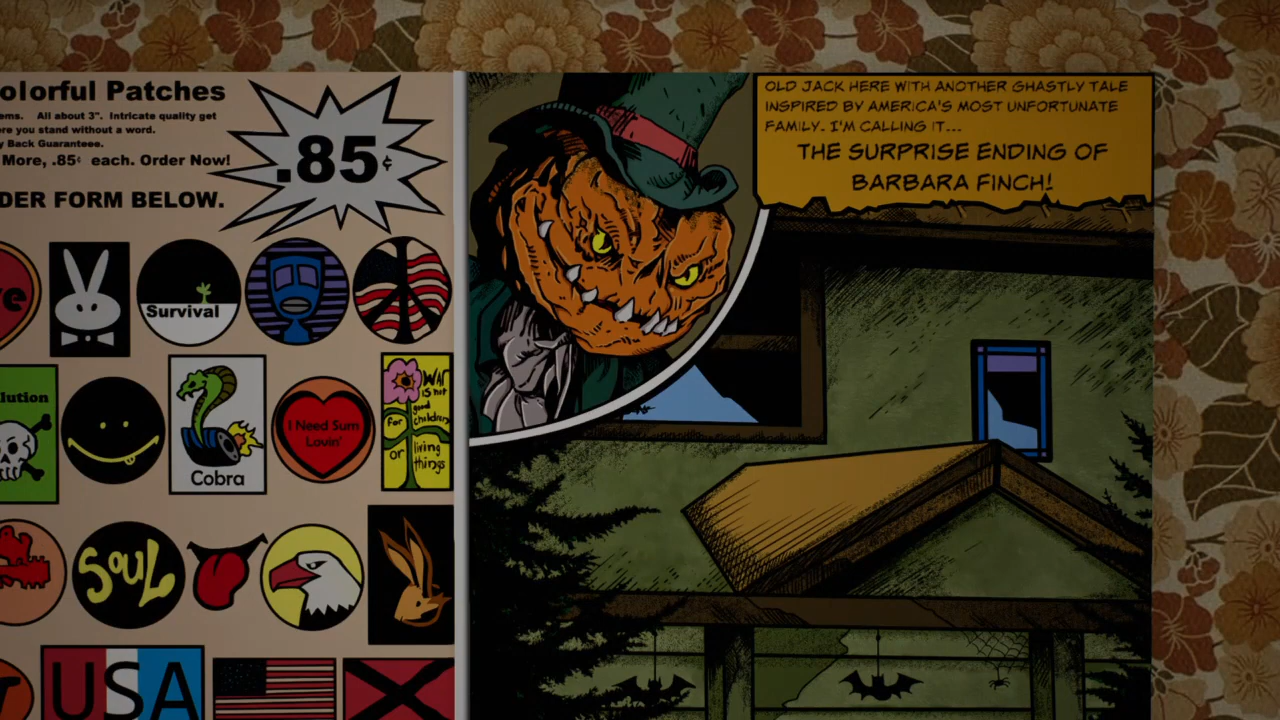 olorful Patches
ems. All about 3". Intricate quality get
ere you stand without a word.
y Back Guarantee.
More, .85¢ each. Order Now!
DER FORM BELOW.
.85¢
Survival
lution
I Need Sum
Lovin'
Cobra
WAR
is not
good
for children
or living
things
SOUL
USA
OLD JACK HERE WITH ANOTHER GHASTLY TALE
INSPIRED BY AMERICA'S MOST UNFORTUNATE
FAMILY. I'M CALLING IT...
THE SURPRISE ENDING OF
BARBARA FINCH!